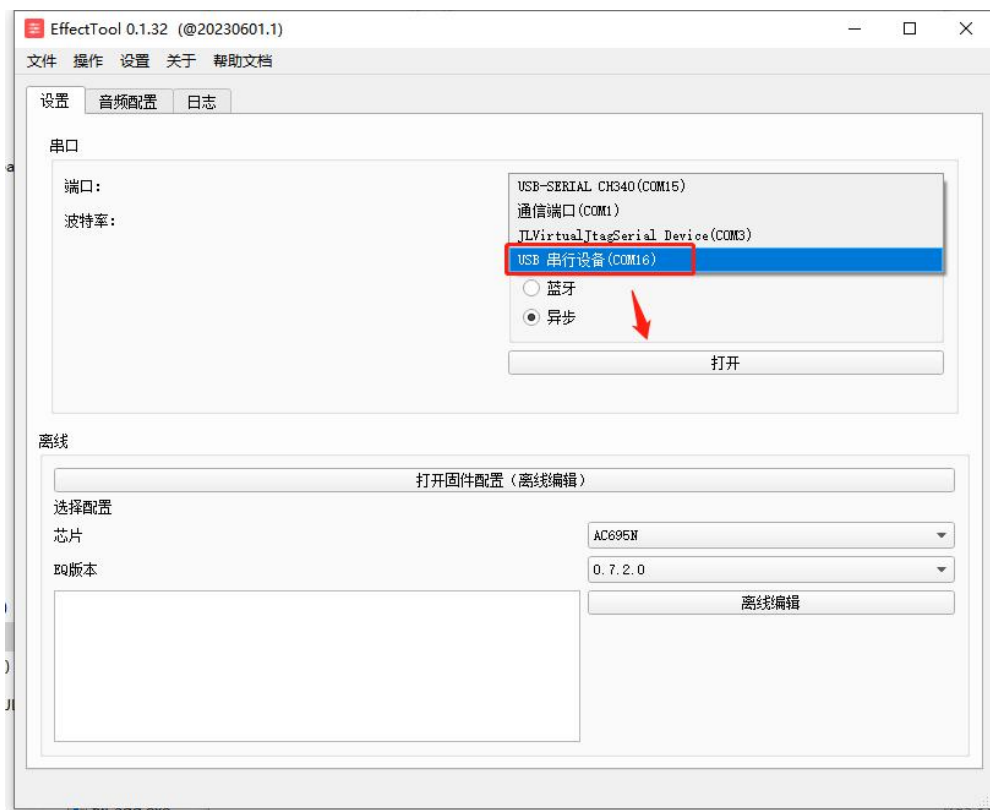 EffectTool 0.1.32 (@20230601.1)
文件 操作 设置 关于 帮助文档
设置 音频配置 日志
串口
端口:
USB-SERIAL CH340(COM15)
通信端口(COM1)
JLVirtualJtagSerial Device(COM3)
USB 串行设备(COM16)
波特率:
蓝牙
异步
打开
离线
打开固件配置(离线编辑)
选择配置
芯片 AC695N
EQ版本 0.7.2.0
离线编辑